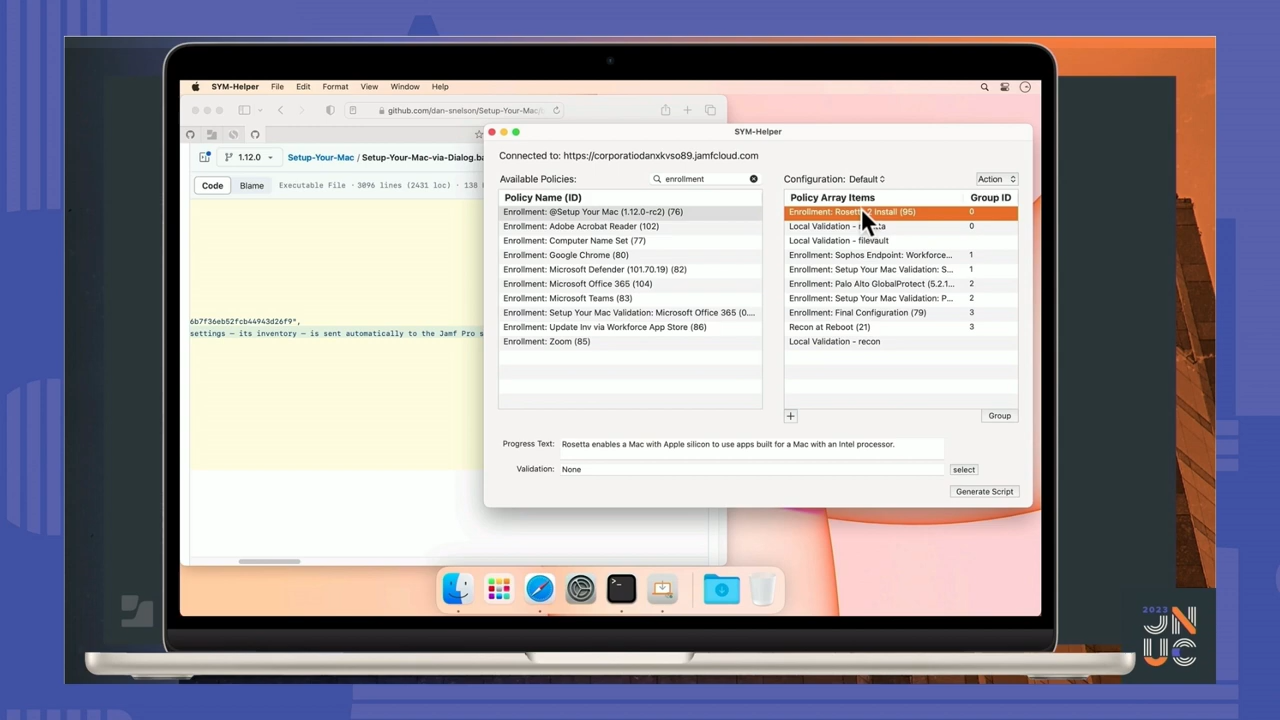 SYM-Helper File Edit Format View Window Help
github.com/dan-snelson/Setup-Your-Mac/
1.12.0 Setup-Your-Mac / Setup-Your-Mac-via-Dialog.ba
Code Blame Executable File · 3896 lines (2431 loc) · 138
6b7f36eb52fcb44943d26f9",
settings – its inventory – is sent automatically to the Jamf Pro s
SYM-Helper
Connected to: https://corporatiodanxkvso89.jamfcloud.com
Available Policies: enrollment
Policy Name (ID)
Enrollment: @Setup Your Mac (1.12.0-rc2) (76)
Enrollment: Adobe Acrobat Reader (102)
Enrollment: Computer Name Set (77)
Enrollment: Google Chrome (80)
Enrollment: Microsoft Defender (101.70.19) (82)
Enrollment: Microsoft Office 365 (104)
Enrollment: Microsoft Teams (83)
Enrollment: Setup Your Mac Validation: Microsoft Office 365 (0....
Enrollment: Update Inv via Workforce App Store (86)
Enrollment: Zoom (85)
Configuration: Default Action
Policy Array Items Group ID
Enrollment: 2 Install (95) 0
Local Validation - 0
Local Validation - filevault
Enrollment: Sophos Endpoint: Workforce... 1
Enrollment: Setup Your Mac Validation: S... 1
Enrollment: Palo Alto GlobalProtect (5.2.1... 2
Enrollment: Setup Your Mac Validation: P... 2
Enrollment: Final Configuration (79) 3
Recon at Reboot (21) 3
Local Validation - recon
+ Group
Progress Text: Rosetta enables a Mac with Apple silicon to use apps built for a Mac with an Intel processor.
Validation: None select
Generate Script
2023
JN
UC